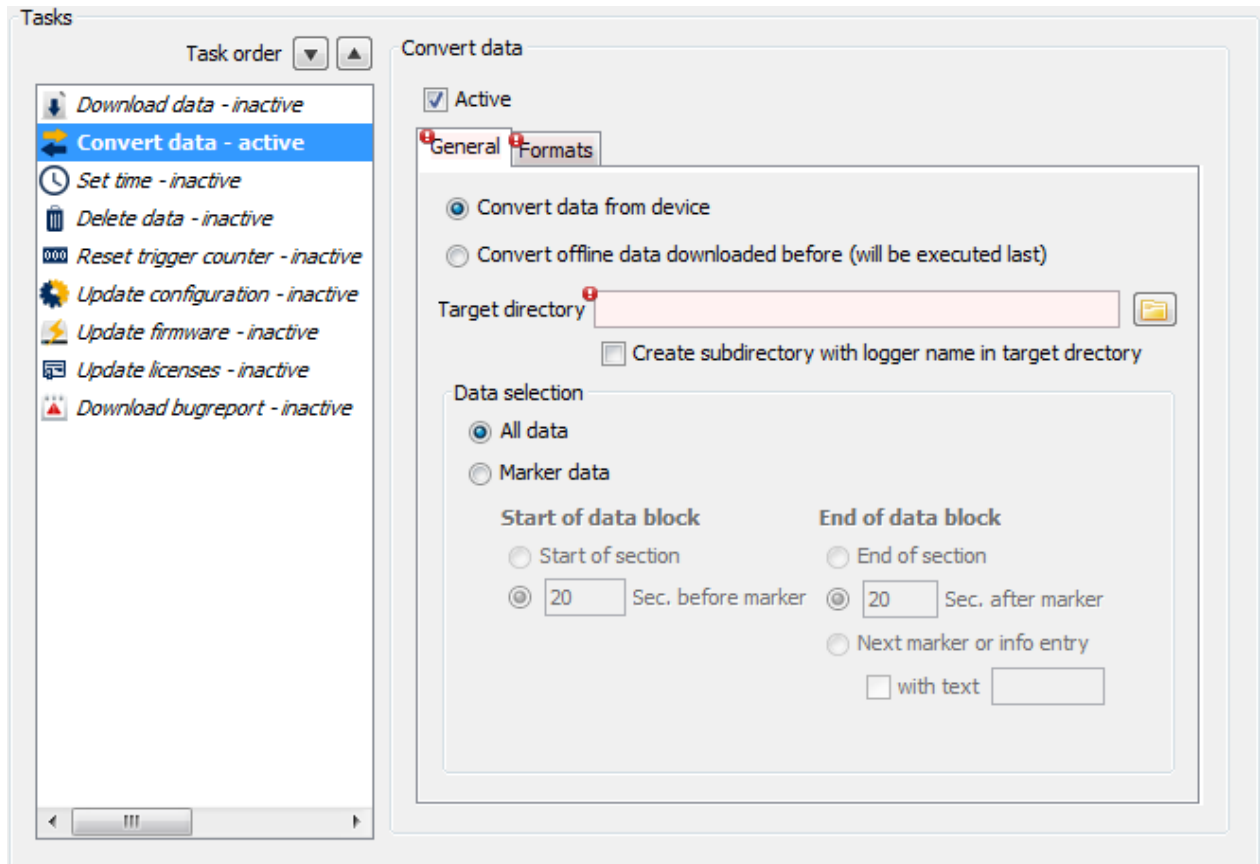 Tasks
Task order
Download data - inactive
Convert data - active
Set time - inactive
Delete data - inactive
Reset trigger counter - inactive
Update configuration - inactive
Update firmware - inactive
Update licenses - inactive
Download bugreport - inactive
Convert data
Active
General Formats
Convert data from device
Convert offline data downloaded before (will be executed last)
Target directory
Create subdirectory with logger name in target drectory
Data selection
All data
Marker data
Start of data block End of data block
Start of section End of section
20 Sec. before marker 20 Sec. after marker
Next marker or info entry
with text